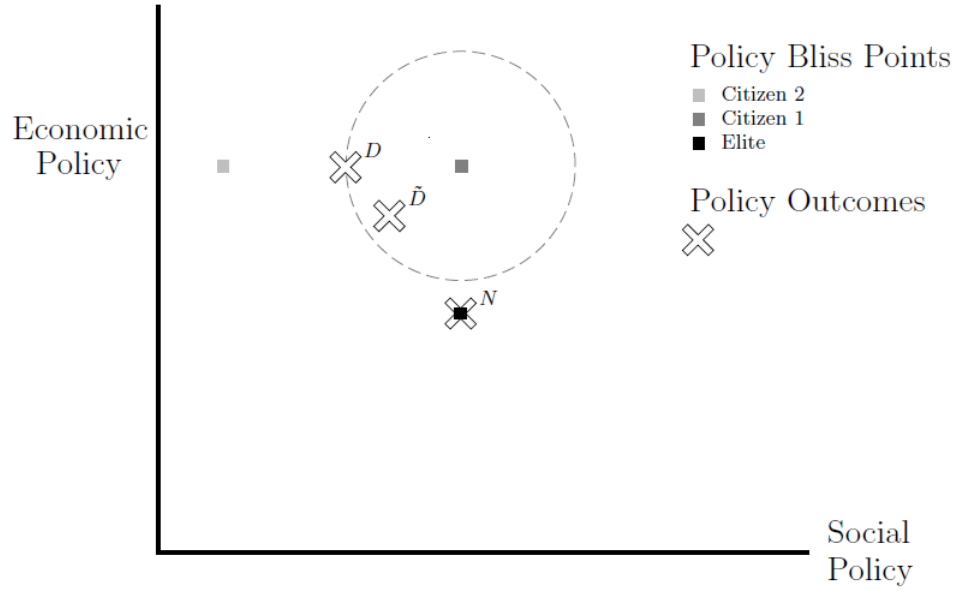 Economic
Policy
D
D̃
N
Policy Bliss Points
Citizen 2
Citizen 1
Elite
Policy Outcomes
Social
Policy